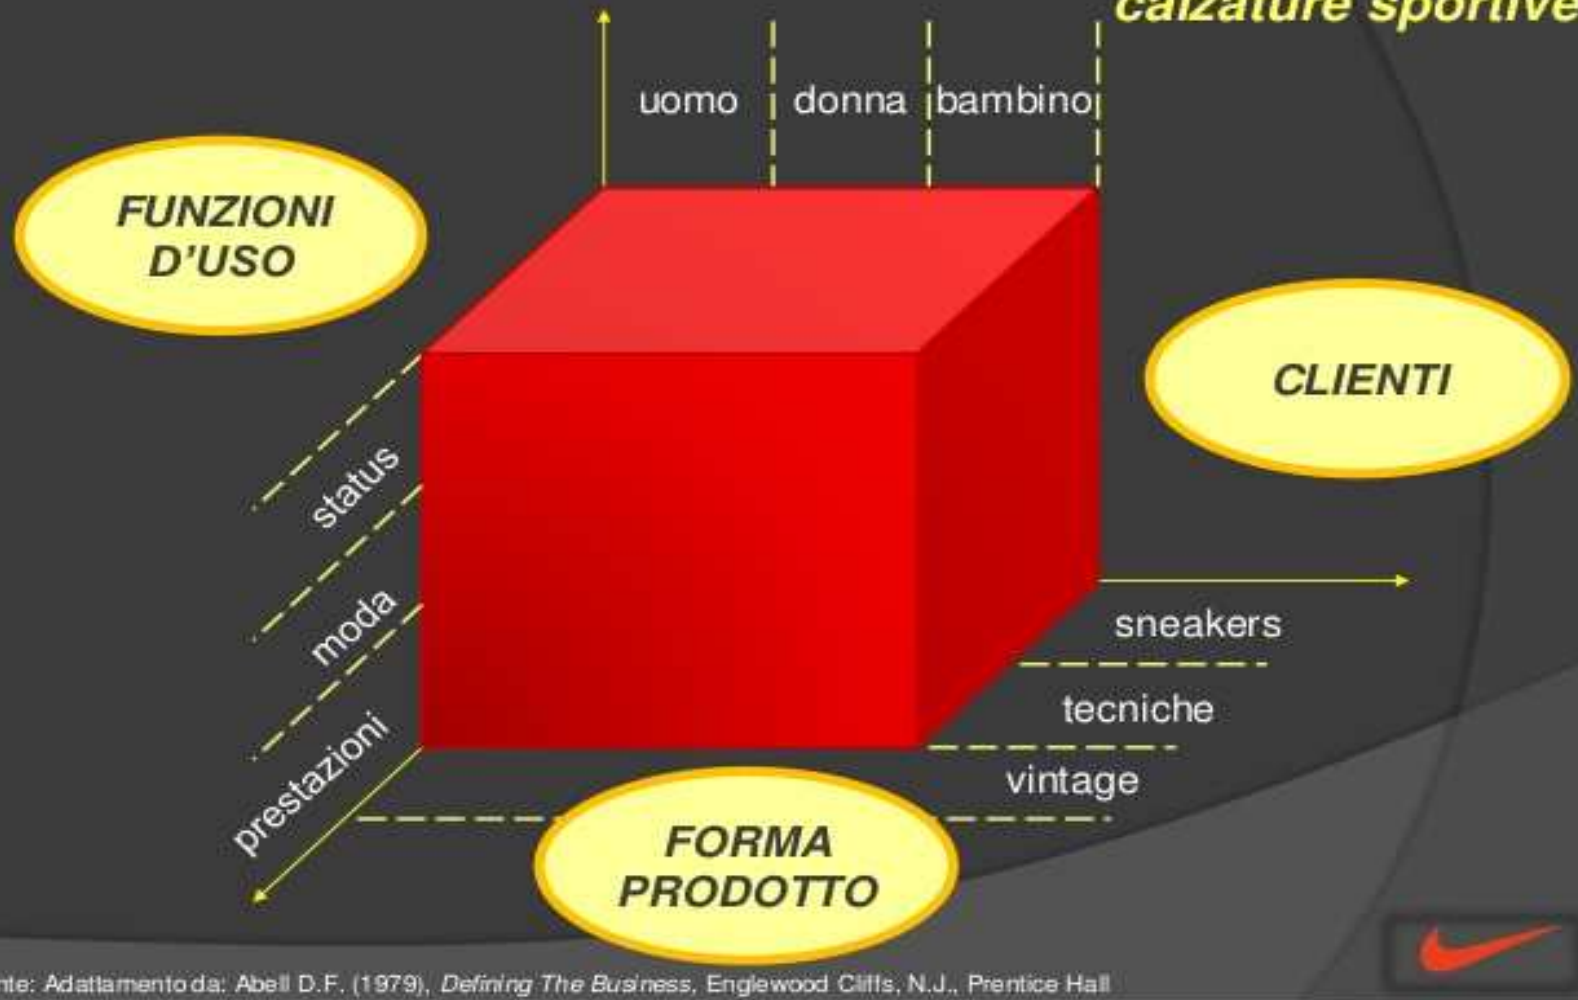 calzature sportive
uomo donna bambino
FUNZIONI
D'USO
CLIENTI
status
moda
prestazioni
sneakers
tecniche
vintage
FORMA
PRODOTTO
nte: Adattamento da: Abell D.F. (1979), Defining The Business, Englewood Cliffs, N.J., Prentice Hall